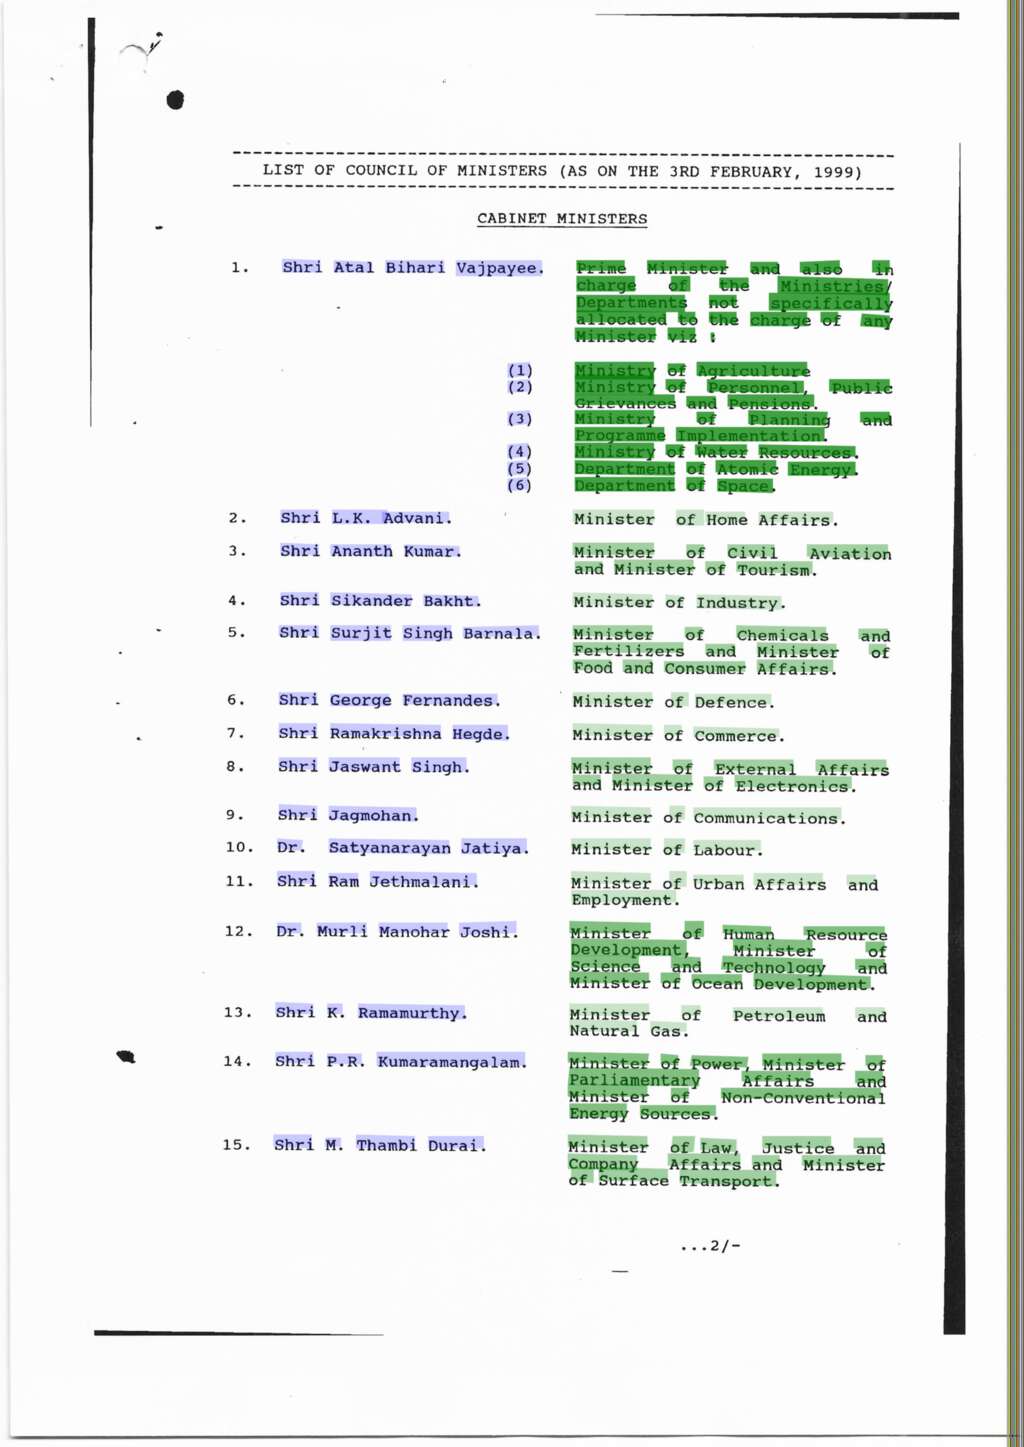 LIST OF COUNCIL OF MINISTERS (AS ON THE 3RD FEBRUARY, 1999)
CABINET MINISTERS
1. Shri Atal Bihari Vajpayee. Prime Minister and also in
charge of the Ministries/
Departments not specifically
allocated to the charge of any
Minister viz :
(1) Ministry of Agriculture
(2) Ministry of Personnel, Public
Grievances and Pensions.
(3) Ministry of Planning and
Programme Implementation.
(4) Ministry of Water Resources.
(5) Department of Atomic Energy.
(6) Department of Space.
2. Shri L.K. Advani. Minister of Home Affairs.
3. Shri Ananth Kumar. Minister of Civil Aviation
and Minister of Tourism.
4. Shri Sikander Bakht. Minister of Industry.
5. Shri Surjit Singh Barnala. Minister of Chemicals and
Fertilizers and Minister of
Food and Consumer Affairs.
6. Shri George Fernandes. Minister of Defence.
7. Shri Ramakrishna Hegde. Minister of Commerce.
8. Shri Jaswant Singh. Minister of External Affairs
and Minister of Electronics.
9. Shri Jagmohan. Minister of Communications.
10. Dr. Satyanarayan Jatiya. Minister of Labour.
11. Shri Ram Jethmalani. Minister of Urban Affairs and
Employment.
12. Dr. Murli Manohar Joshi. Minister of Human Resource
Development, Minister of
Science and Technology and
Minister of Ocean Development.
13. Shri K. Ramamurthy. Minister of Petroleum and
Natural Gas.
14. Shri P.R. Kumaramangalam. Minister of Power, Minister of
Parliamentary Affairs and
Minister of Non-Conventional
Energy Sources.
15. Shri M. Thambi Durai. Minister of Law, Justice and
Company Affairs and Minister
of Surface Transport.
...2/-